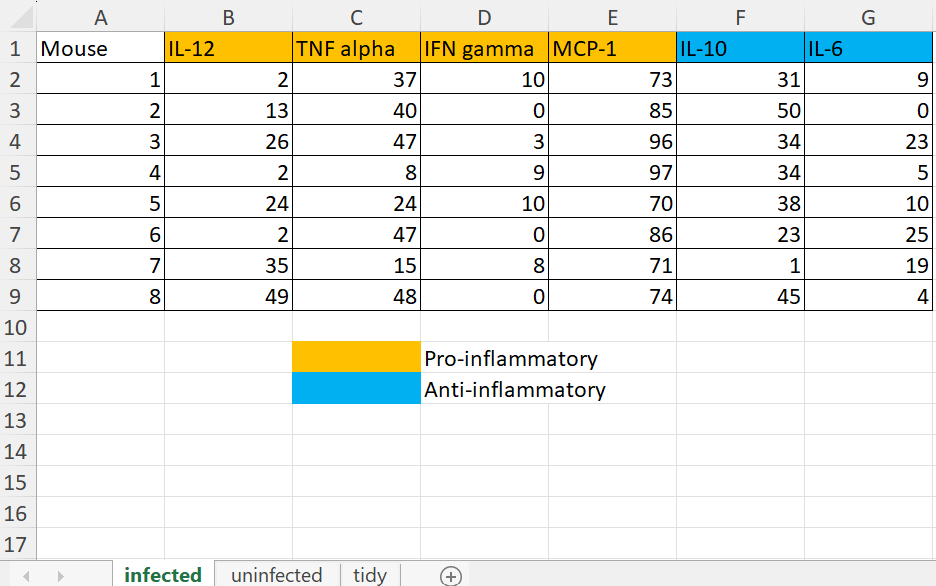 A B C D E F G
1 Mouse IL-12 TNF alpha IFN gamma MCP-1 IL-10 IL-6
2 1 2 37 10 73 31 9
3 2 13 40 0 85 50 0
4 3 26 47 3 96 34 23
5 4 2 8 9 97 34 5
6 5 24 24 10 70 38 10
7 6 2 47 0 86 23 25
8 7 35 15 8 71 1 19
9 8 49 48 0 74 45 4
10
11 Pro-inflammatory
12 Anti-inflammatory
13
14
15
16
17
infected uninfected tidy